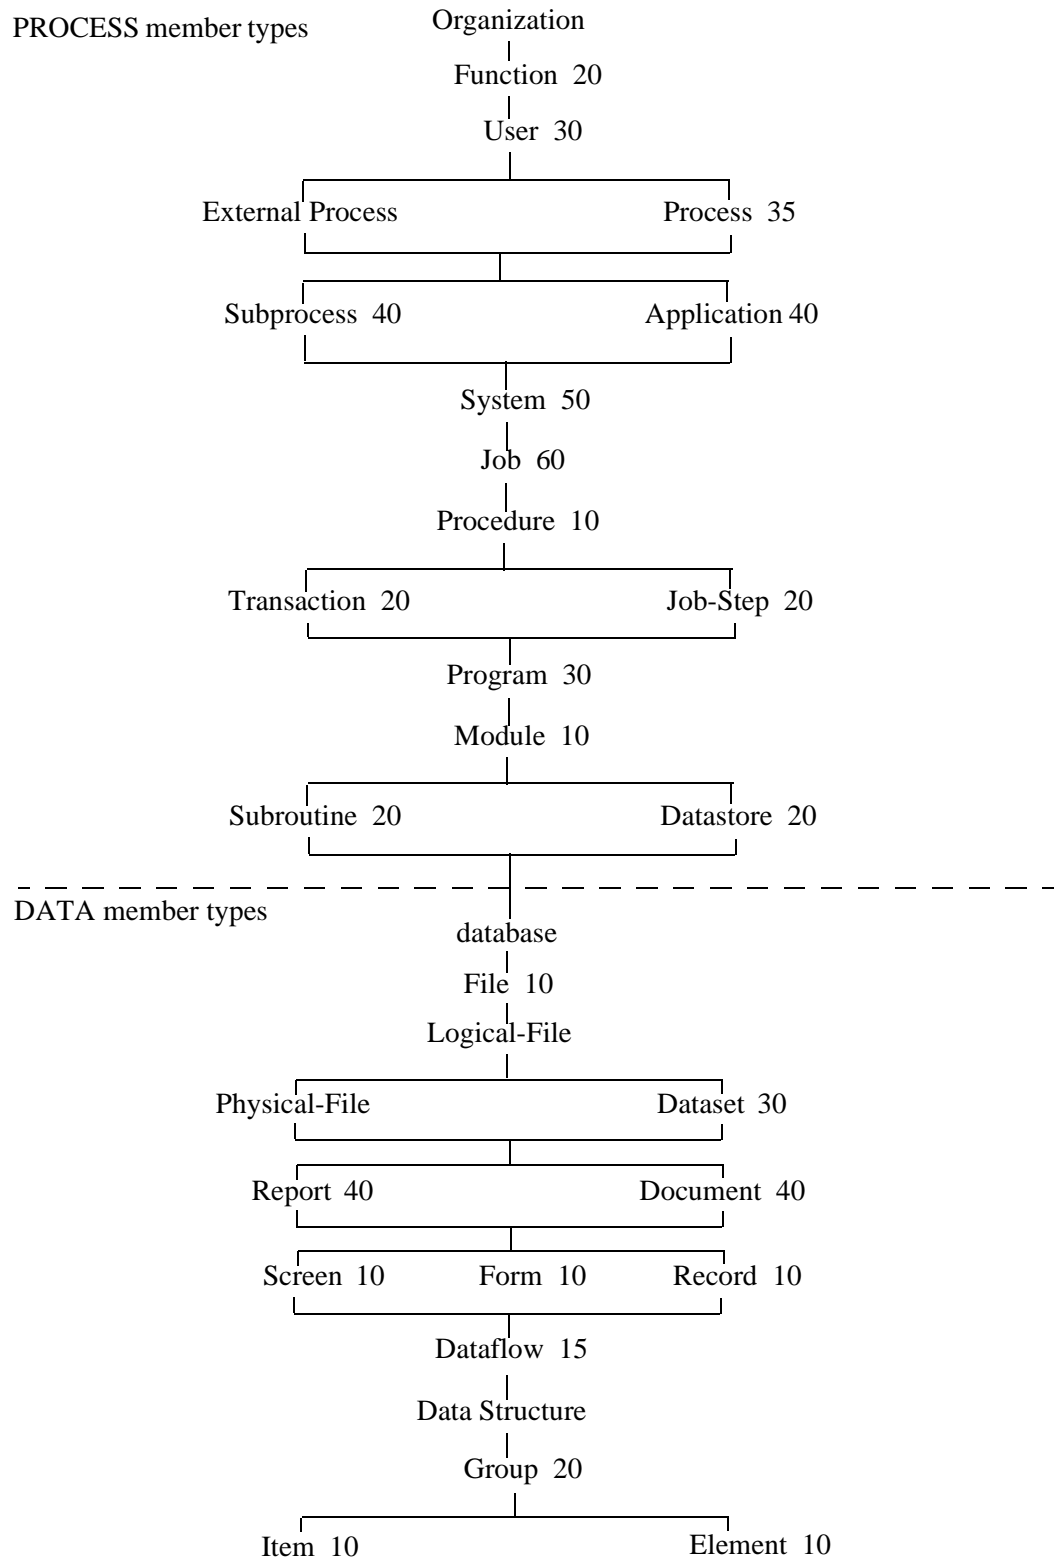 PROCESS member types
Organization
Function 20
User 30
External Process
Process 35
Subprocess 40
Application 40
System 50
Job 60
Procedure 10
Transaction 20
Job-Step 20
Program 30
Module 10
Subroutine 20
Datastore 20
DATA member types
database
File 10
Logical-File
Physical-File
Dataset 30
Report 40
Document 40
Screen 10
Form 10
Record 10
Dataflow 15
Data Structure
Group 20
Item 10
Element 10